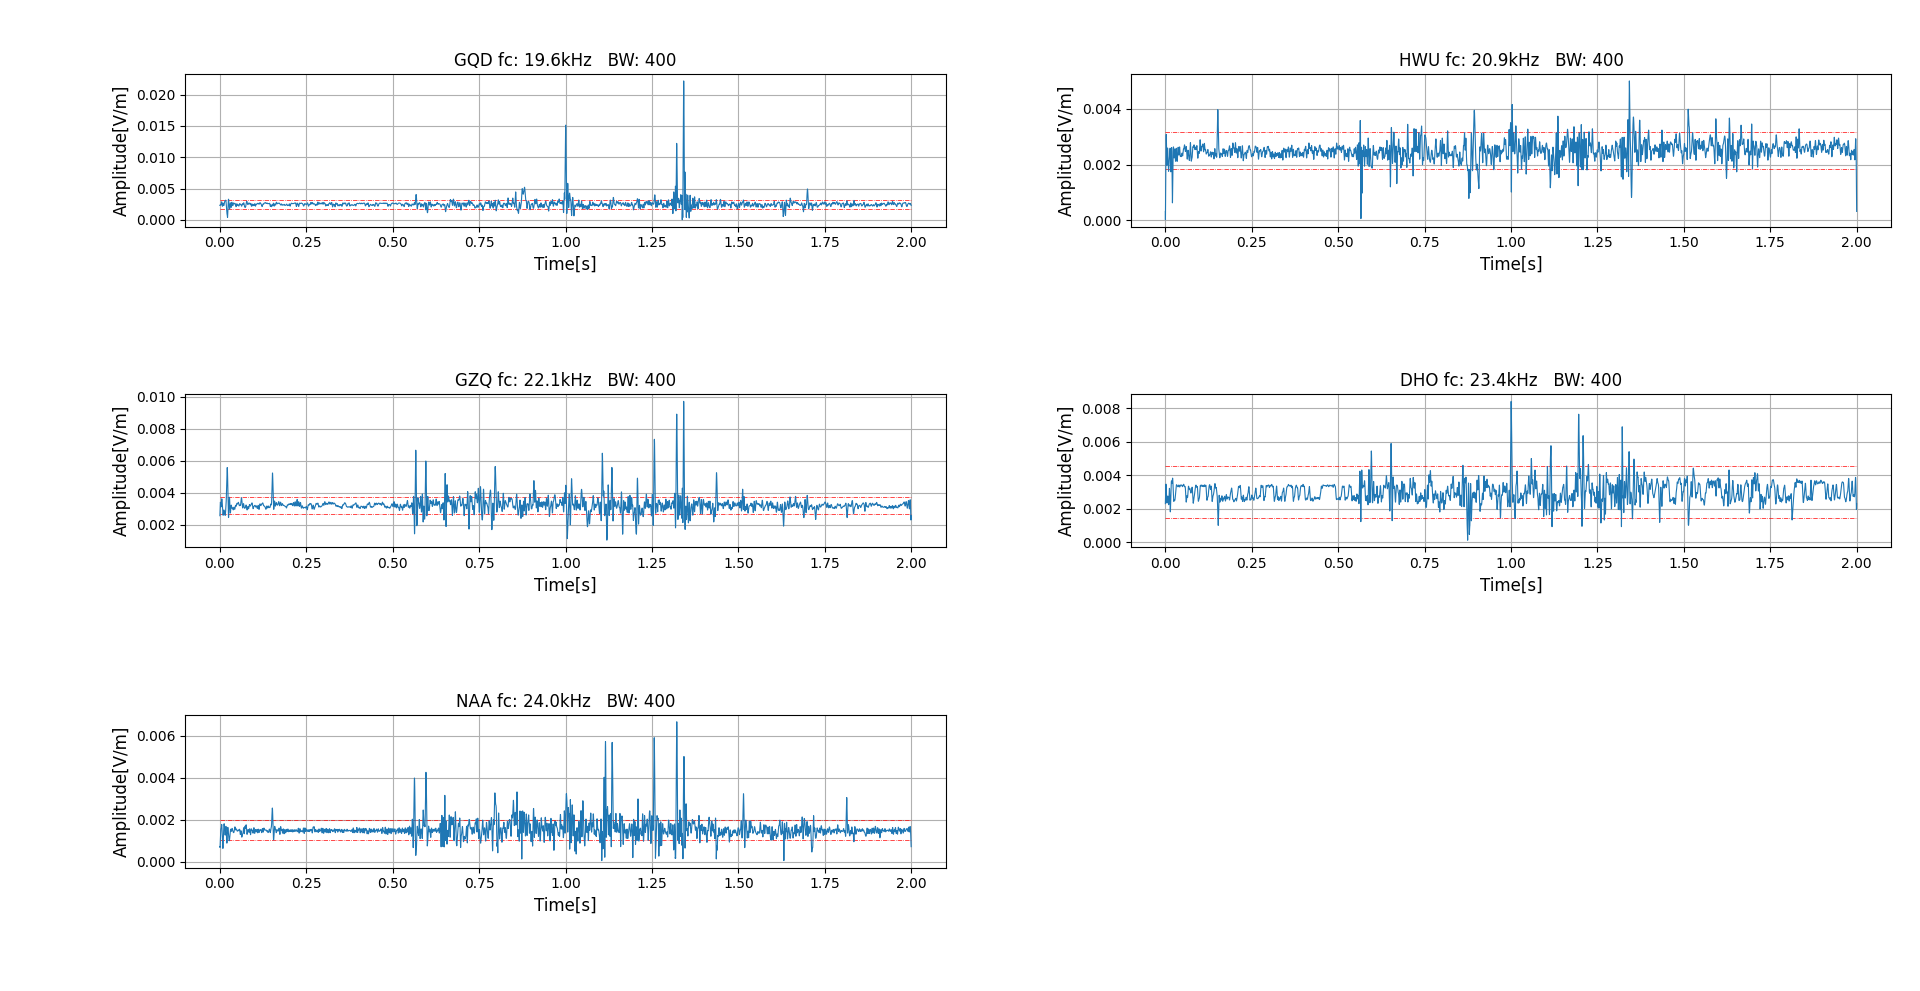 GQD fc: 19.6kHz   BW: 400
Amplitude[V/m]
0.020
0.015
0.010
0.005
0.000
0.00 0.25 0.50 0.75 1.00 1.25 1.50 1.75 2.00
Time[s]
HWU fc: 20.9kHz   BW: 400
Amplitude[V/m]
0.004
0.002
0.000
0.00 0.25 0.50 0.75 1.00 1.25 1.50 1.75 2.00
Time[s]
GZQ fc: 22.1kHz   BW: 400
Amplitude[V/m]
0.010
0.008
0.006
0.004
0.002
0.00 0.25 0.50 0.75 1.00 1.25 1.50 1.75 2.00
Time[s]
DHO fc: 23.4kHz   BW: 400
Amplitude[V/m]
0.008
0.006
0.004
0.002
0.000
0.00 0.25 0.50 0.75 1.00 1.25 1.50 1.75 2.00
Time[s]
NAA fc: 24.0kHz   BW: 400
Amplitude[V/m]
0.006
0.004
0.002
0.000
0.00 0.25 0.50 0.75 1.00 1.25 1.50 1.75 2.00
Time[s]